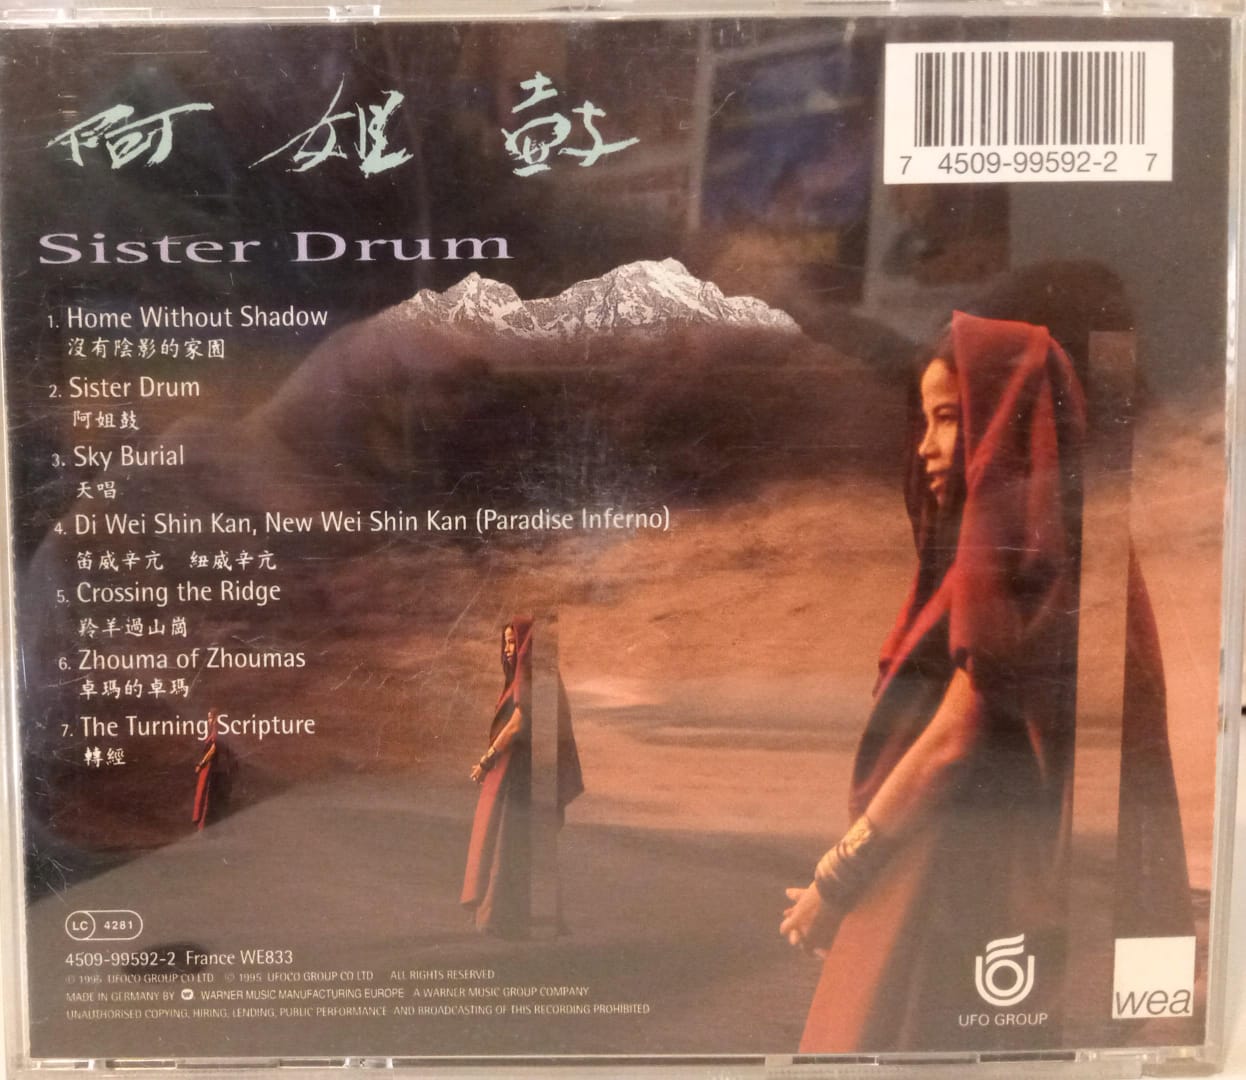 阿姐鼓
7 4509-99592-2 7
Sister Drum
1. Home Without Shadow
沒有陰影的家園
2. Sister Drum
阿姐鼓
3. Sky Burial
天唱
4. Di Wei Shin Kan, New Wei Shin Kan (Paradise Inferno)
笛威辛亢 紐威辛亢
5. Crossing the Ridge
羚羊過山崗
6. Zhouma of Zhoumas
卓瑪的卓瑪
7. The Turning Scripture
轉經
LC 4281
4509-99592-2 France WE833
℗ 1995 UFOCO GROUP CO LTD © 1995 UFOCO GROUP CO LTD ALL RIGHTS RESERVED
MADE IN GERMANY BY WARNER MUSIC MANUFACTURING EUROPE A WARNER MUSIC GROUP COMPANY
UNAUTHORISED COPYING, HIRING, LENDING, PUBLIC PERFORMANCE AND BROADCASTING OF THIS RECORDING PROHIBITED
UFO GROUP
wea